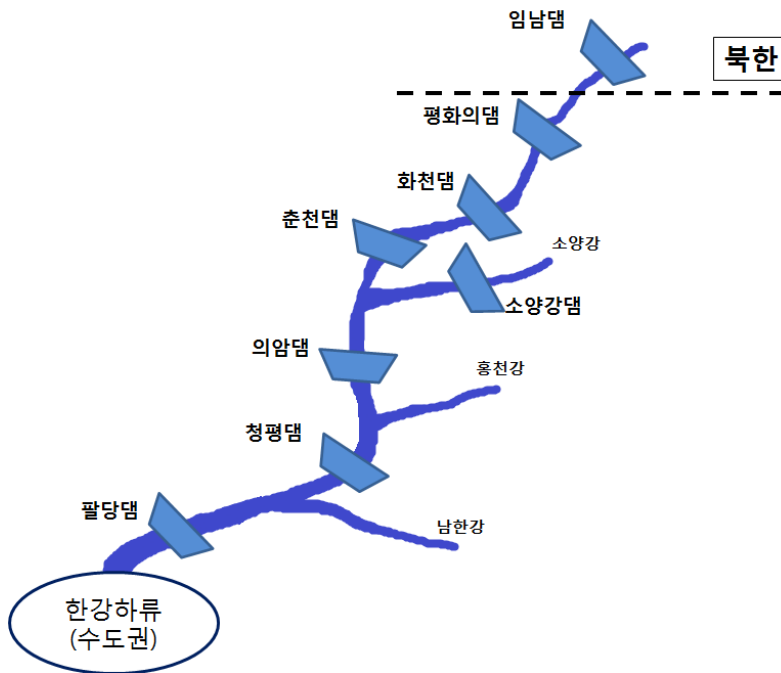 임남댐
북한
평화의댐
화천댐
춘천댐
소양강
소양강댐
의암댐
홍천강
청평댐
팔당댐
남한강
한강하류
(수도권)